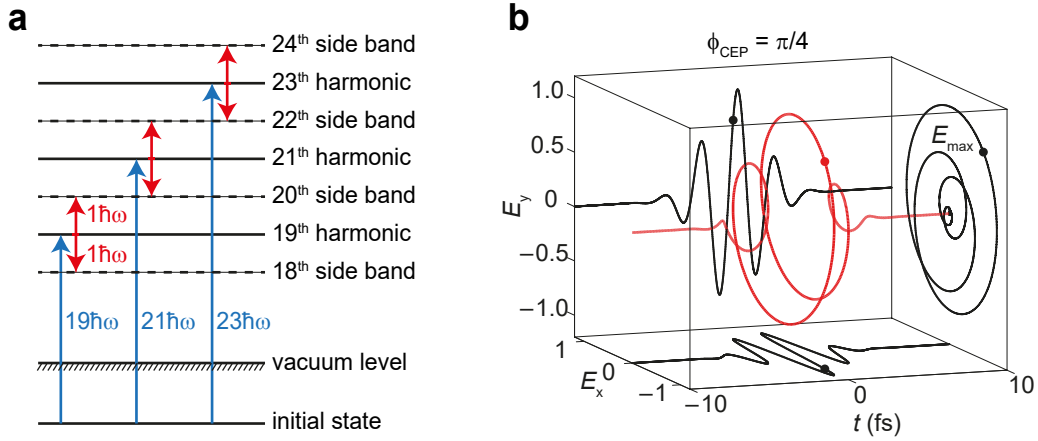 a
24th side band
23rd harmonic
22th side band
21th harmonic
20th side band
1ħω
19th harmonic
1ħω
18th side band
19ħω
21ħω
23ħω
vacuum level
initial state
b
ϕCEP = π/4
1.0
0.5
0
−0.5
−1.0
Ey
Emax
1
0
−1
Ex
−10
0
10
t (fs)